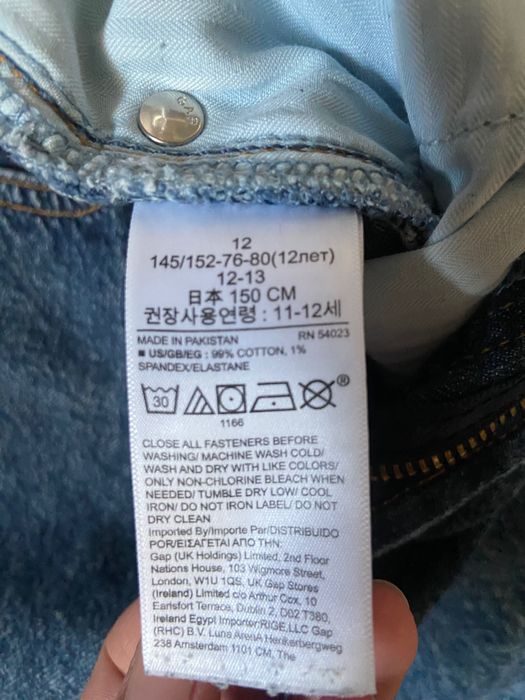 GAP
12
145/152-76-80(12лет)
12-13
日本 150 CM
권장사용연령 : 11-12세
MADE IN PAKISTAN RN 54023
■ US/GB/EG : 99% COTTON, 1%
SPANDEX/ELASTANE
30
®
1166
CLOSE ALL FASTENERS BEFORE
WASHING/ MACHINE WASH COLD/
WASH AND DRY WITH LIKE COLORS/
ONLY NON-CHLORINE BLEACH WHEN
NEEDED/ TUMBLE DRY LOW/ COOL
IRON/ DO NOT IRON LABEL/ DO NOT
DRY CLEAN
Imported By/Importe Par/DISTRIBUIDO
POR/ΕΙΣΑΓΕΤΑΙ ΑΠΟ ΤΗΝ:
Gap (UK Holdings) Limited, 2nd Floor
Nations House, 103 Wigmore Street,
London, W1U 1QS, UK Gap Stores
(Ireland) Limited c/o Arthur Cox, 10
Earlsfort Terrace, Dublin 2, D02 T380,
Ireland Egypt Importer:RIGE,LLC Gap
(RHC) B.V. Luna ArenA Herikerbergweg
238 Amsterdam 1101 CM, The